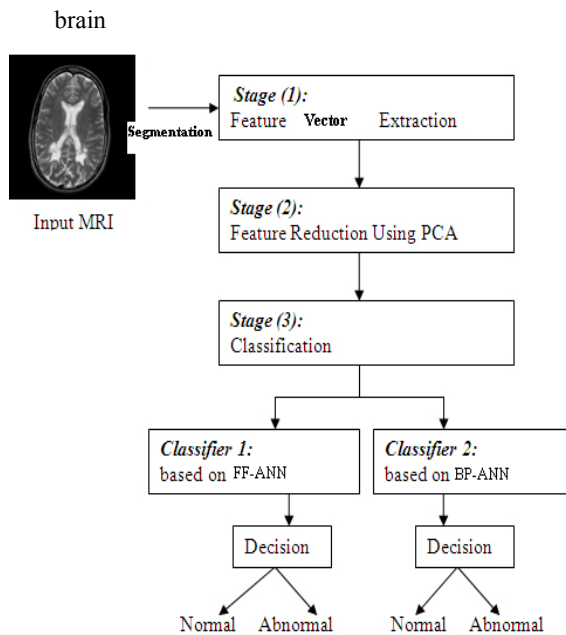 brain
Stage (1):
Feature Vector Extraction
Segmentation
Input MRI
Stage (2):
Feature Reduction Using PCA
Stage (3):
Classification
Classifier 1:
based on FF-ANN
Classifier 2:
based on BP-ANN
Decision
Decision
Normal Abnormal
Normal Abnormal